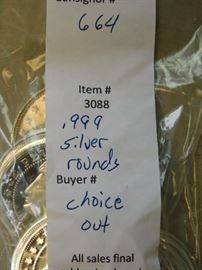 Consignor #
664
Item #
3088
.999
silver
rounds
Buyer #
choice
out
All sales final